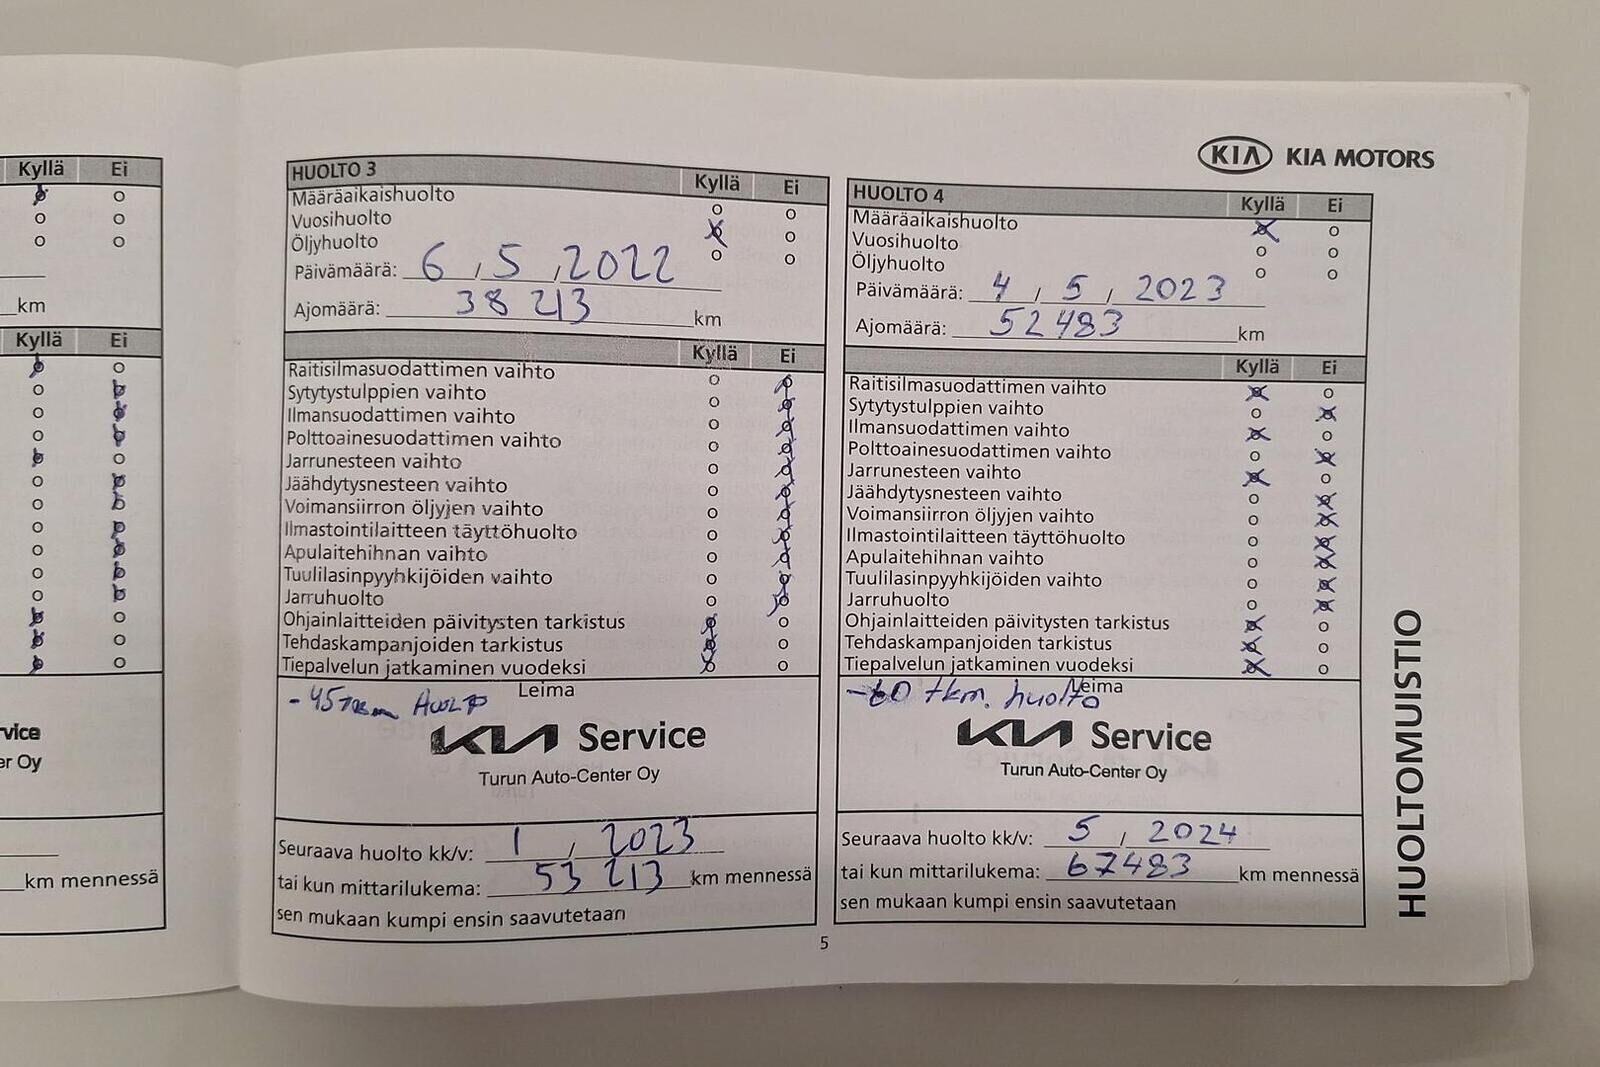 Kyllä Ei
km
Kyllä Ei
rvice
er Oy
km mennessä
HUOLTO 3 Kyllä Ei
Määräaikaishuolto
Vuosihuolto
Öljyhuolto
Päivämäärä: 6 / 5 / 2022
Ajomäärä: 38 213 km
Kyllä Ei
Raitisilmasuodattimen vaihto
Sytytystulppien vaihto
Ilmansuodattimen vaihto
Polttoainesuodattimen vaihto
Jarrunesteen vaihto
Jäähdytysnesteen vaihto
Voimansiirron öljyjen vaihto
Ilmastointilaitteen täyttöhuolto
Apulaitehihnan vaihto
Tuulilasinpyyhkijöiden vaihto
Jarruhuolto
Ohjainlaitteiden päivitysten tarkistus
Tehdaskampanjoiden tarkistus
Tiepalvelun jatkaminen vuodeksi
Leima
HUOLTO
KIA Service
Turun Auto-Center Oy
Seuraava huolto kk/v: 1 / 2023
tai kun mittarilukema: 53 213 km mennessä
sen mukaan kumpi ensin saavutetaan
5
KIA KIA MOTORS
HUOLTO 4 Kyllä Ei
Määräaikaishuolto
Vuosihuolto
Öljyhuolto
Päivämäärä: 4 / 5 / 2023
Ajomäärä: 52483 km
Kyllä Ei
Raitisilmasuodattimen vaihto
Sytytystulppien vaihto
Ilmansuodattimen vaihto
Polttoainesuodattimen vaihto
Jarrunesteen vaihto
Jäähdytysnesteen vaihto
Voimansiirron öljyjen vaihto
Ilmastointilaitteen täyttöhuolto
Apulaitehihnan vaihto
Tuulilasinpyyhkijöiden vaihto
Jarruhuolto
Ohjainlaitteiden päivitysten tarkistus
Tehdaskampanjoiden tarkistus
Tiepalvelun jatkaminen vuodeksi
Leima
-60 tkm. huolto
KIA Service
Turun Auto-Center Oy
Seuraava huolto kk/v: 5 / 2024
tai kun mittarilukema: 67483 km mennessä
sen mukaan kumpi ensin saavutetaan
HUOLTOMUISTIO